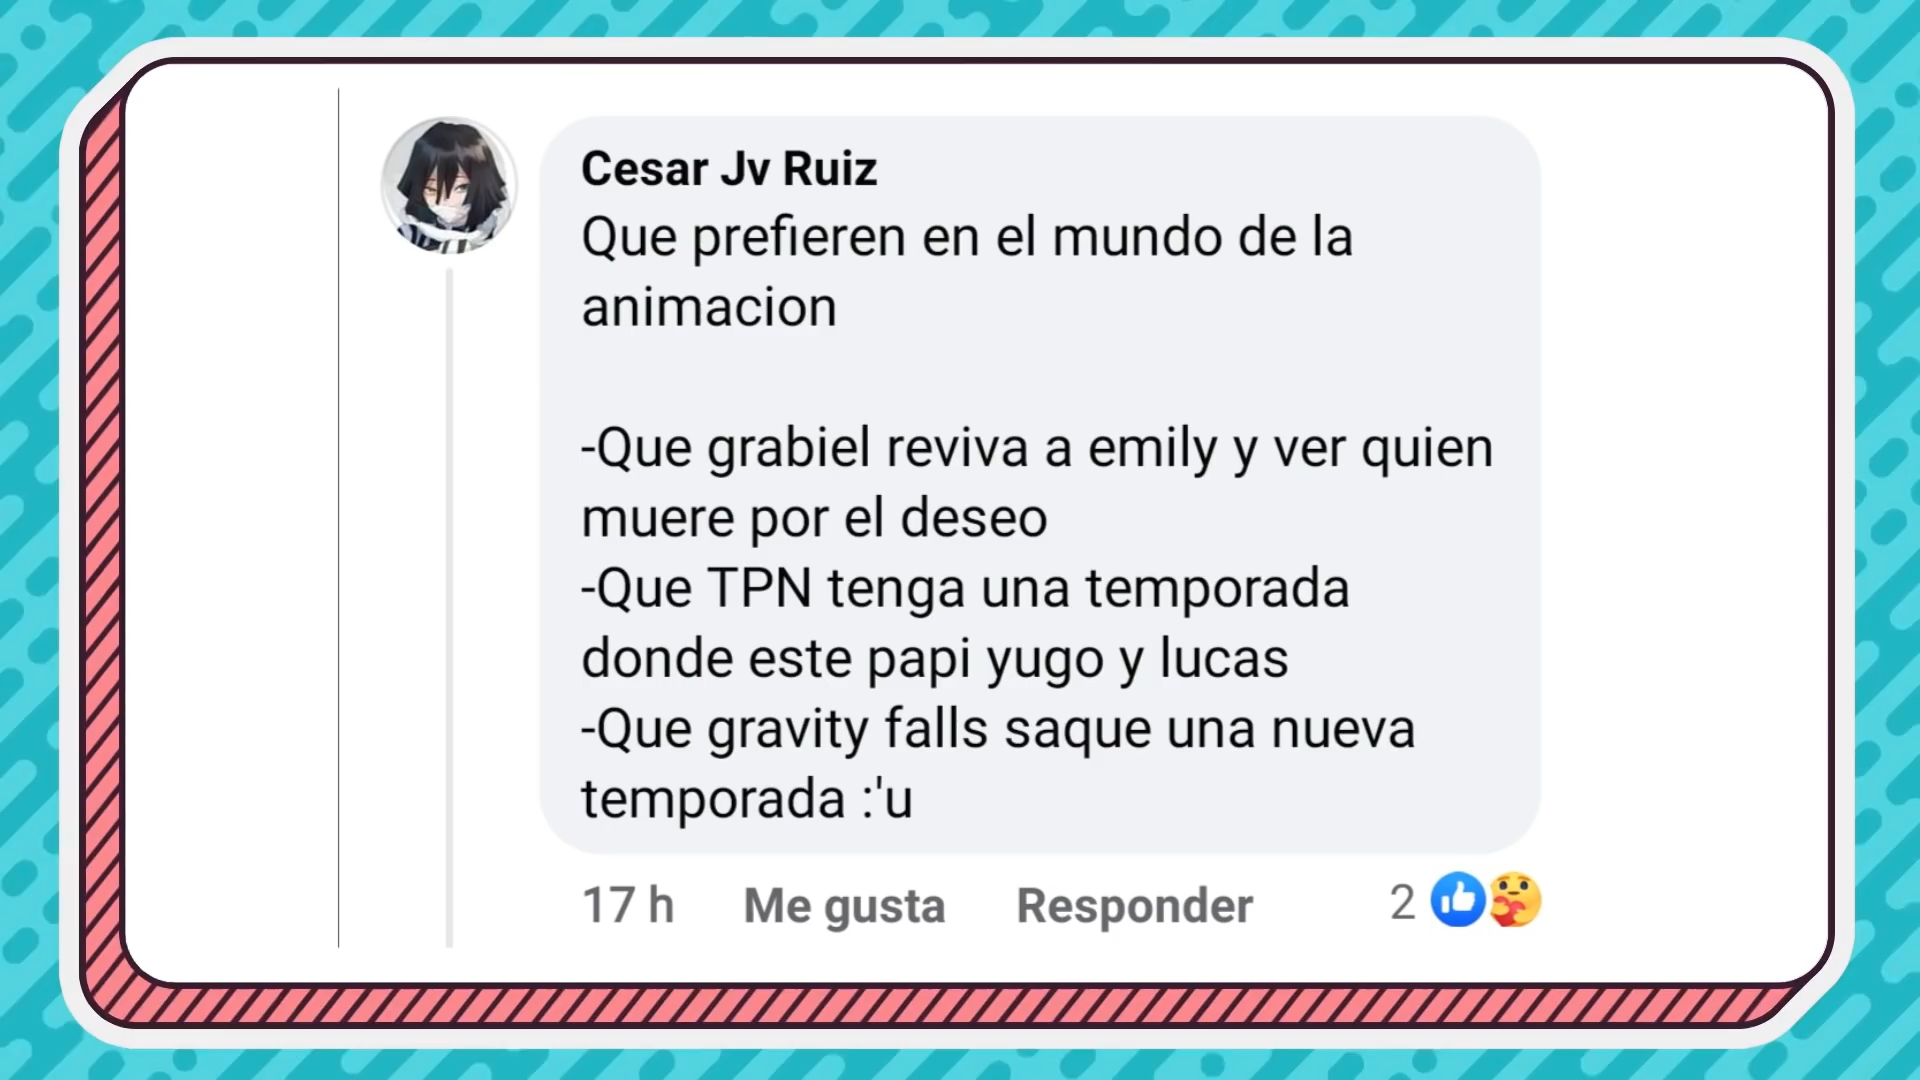 Cesar Jv Ruiz
Que prefieren en el mundo de la
animacion
-Que grabiel reviva a emily y ver quien
muere por el deseo
-Que TPN tenga una temporada
donde este papi yugo y lucas
-Que gravity falls saque una nueva
temporada :'u
17 h Me gusta Responder 2